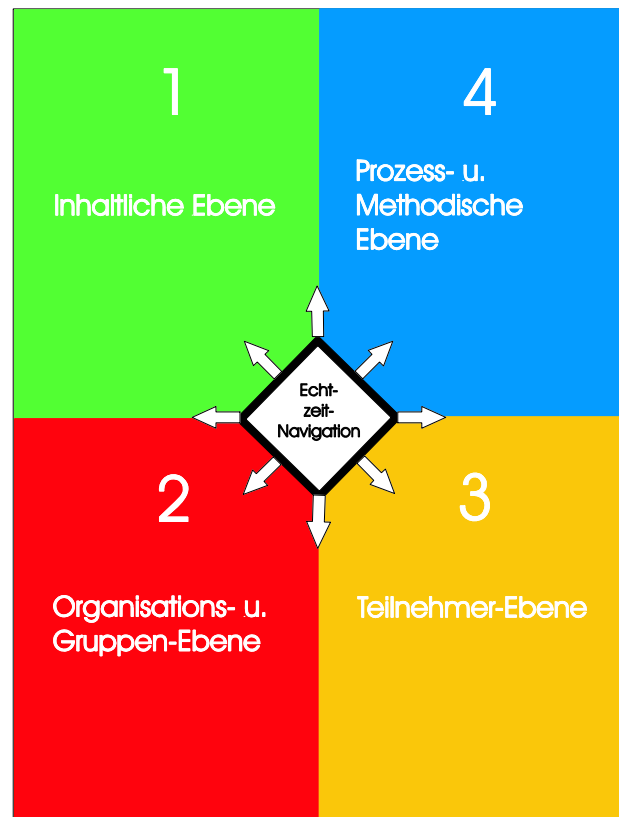 1
Inhaltliche Ebene
4
Prozess- u.
Methodische
Ebene
Echt-
zeit-
Navigation
2
Organisations- u.
Gruppen-Ebene
3
Teilnehmer-Ebene